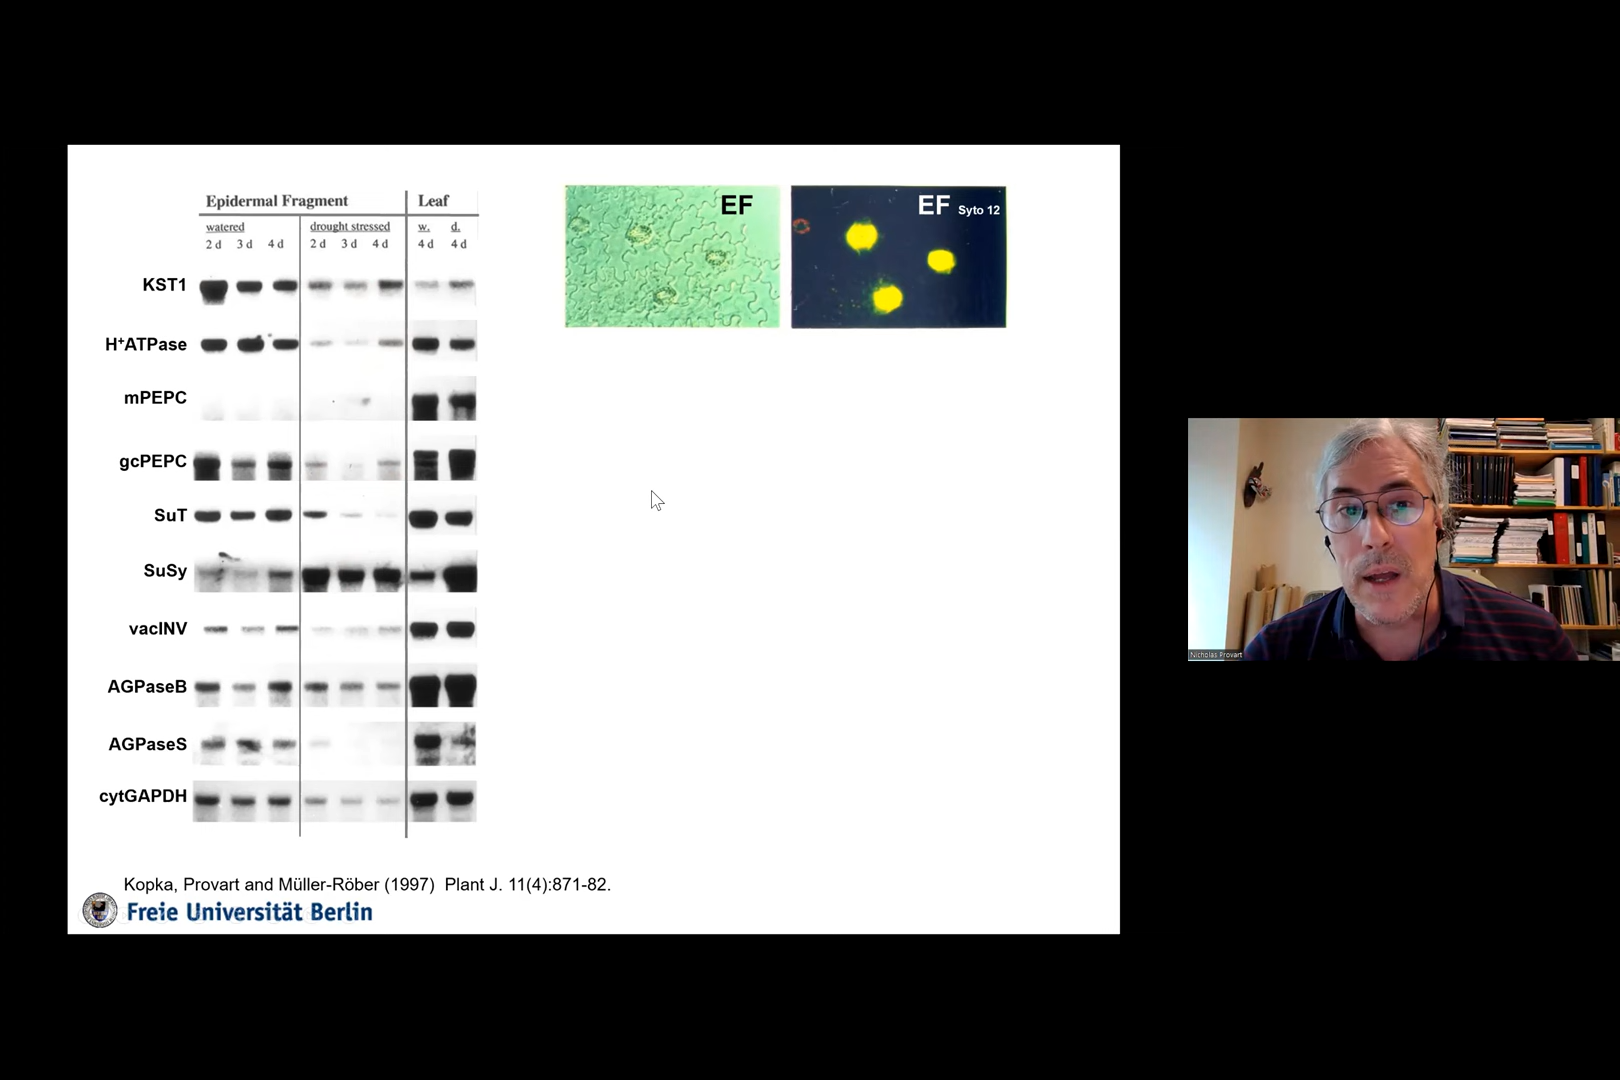 Epidermal Fragment Leaf
watered drought stressed w. d.
2 d 3 d 4 d 2 d 3 d 4 d 4 d 4 d
KST1
H⁺ATPase
mPEPC
gcPEPC
SuT
SuSy
vacINV
AGPaseB
AGPaseS
cytGAPDH
EF
EF Syto 12
Kopka, Provart and Müller-Röber (1997) Plant J. 11(4):871-82.
Freie Universität Berlin
Nicholas Provart